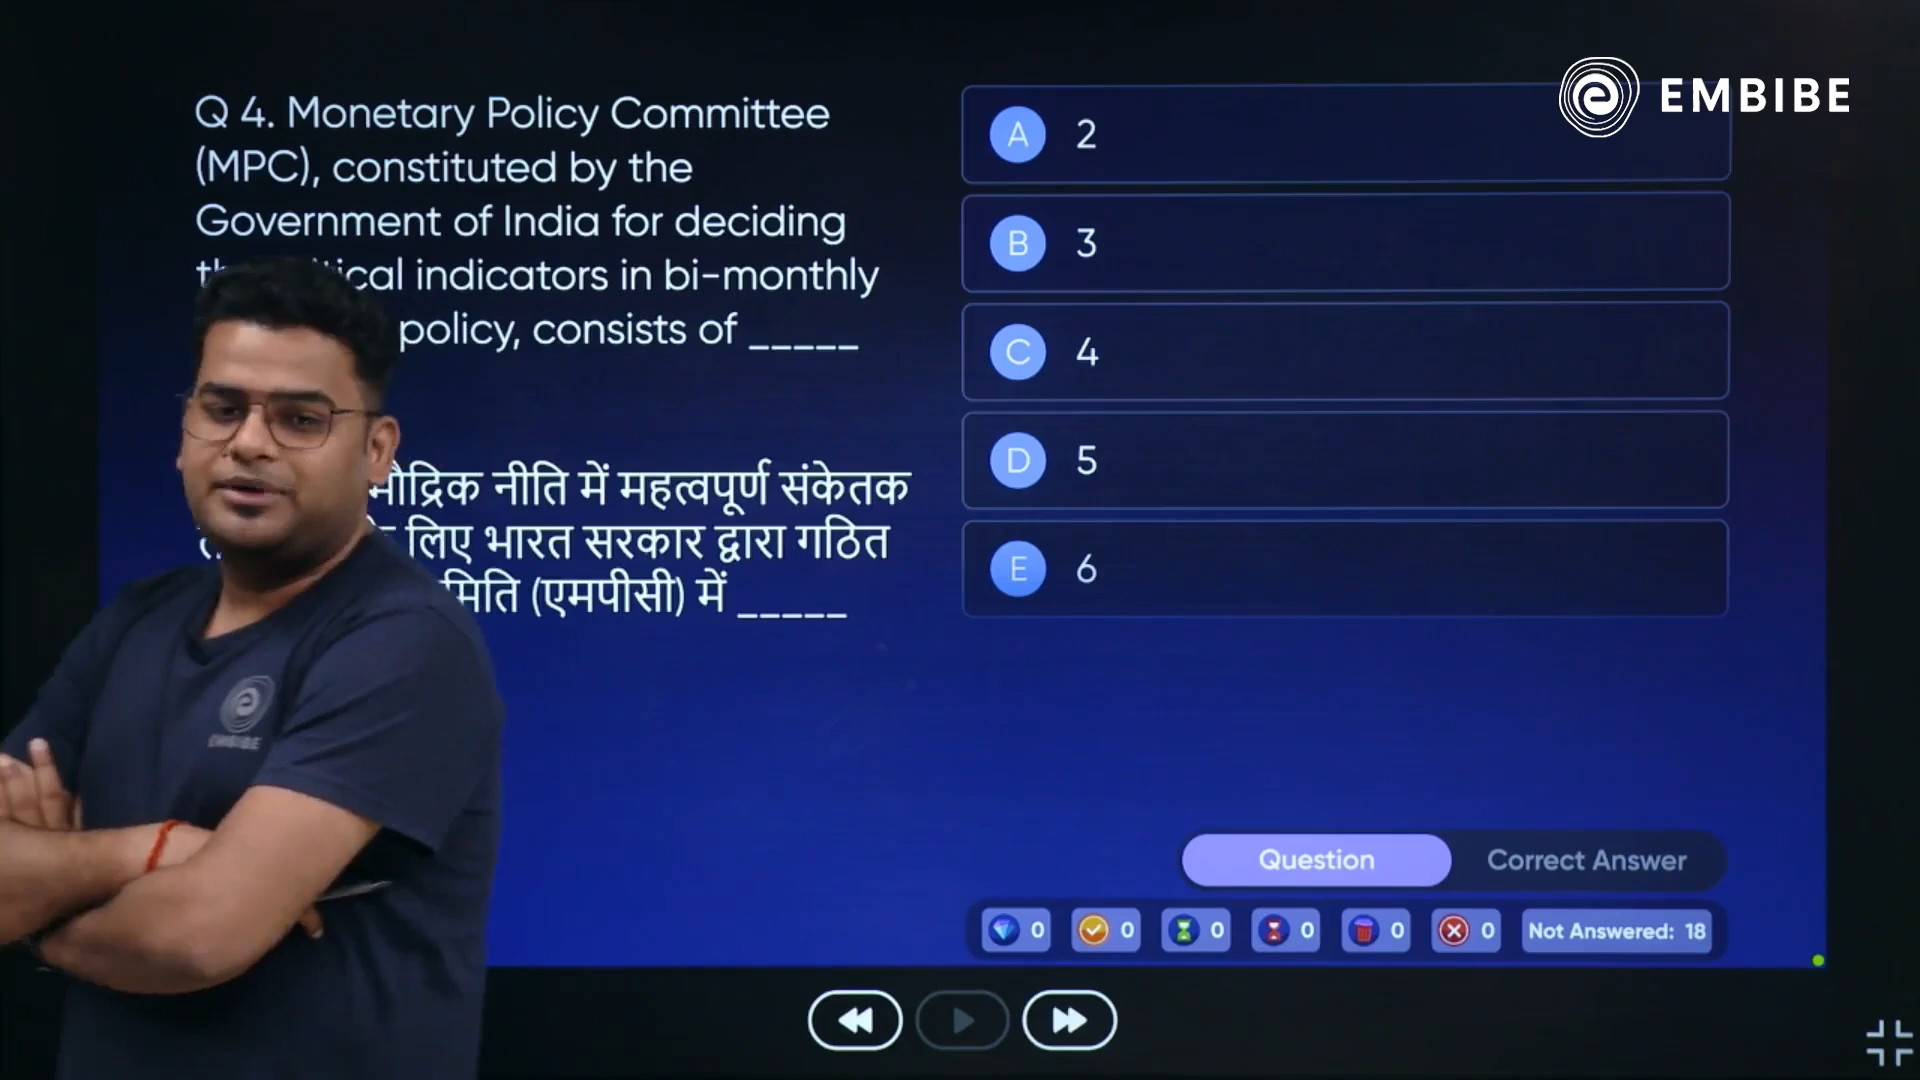 EMBIBE
Q 4. Monetary Policy Committee
(MPC), constituted by the
Government of India for deciding
indicators in bi-monthly
policy, consists of _____
मौद्रिक नीति में महत्वपूर्ण संकेतक
लिए भारत सरकार द्वारा गठित
(एमपीसी) में _____
A 2
B 3
C 4
D 5
E 6
EMBIBE
Question Correct Answer
0 0 0 0 0 0 Not Answered: 18